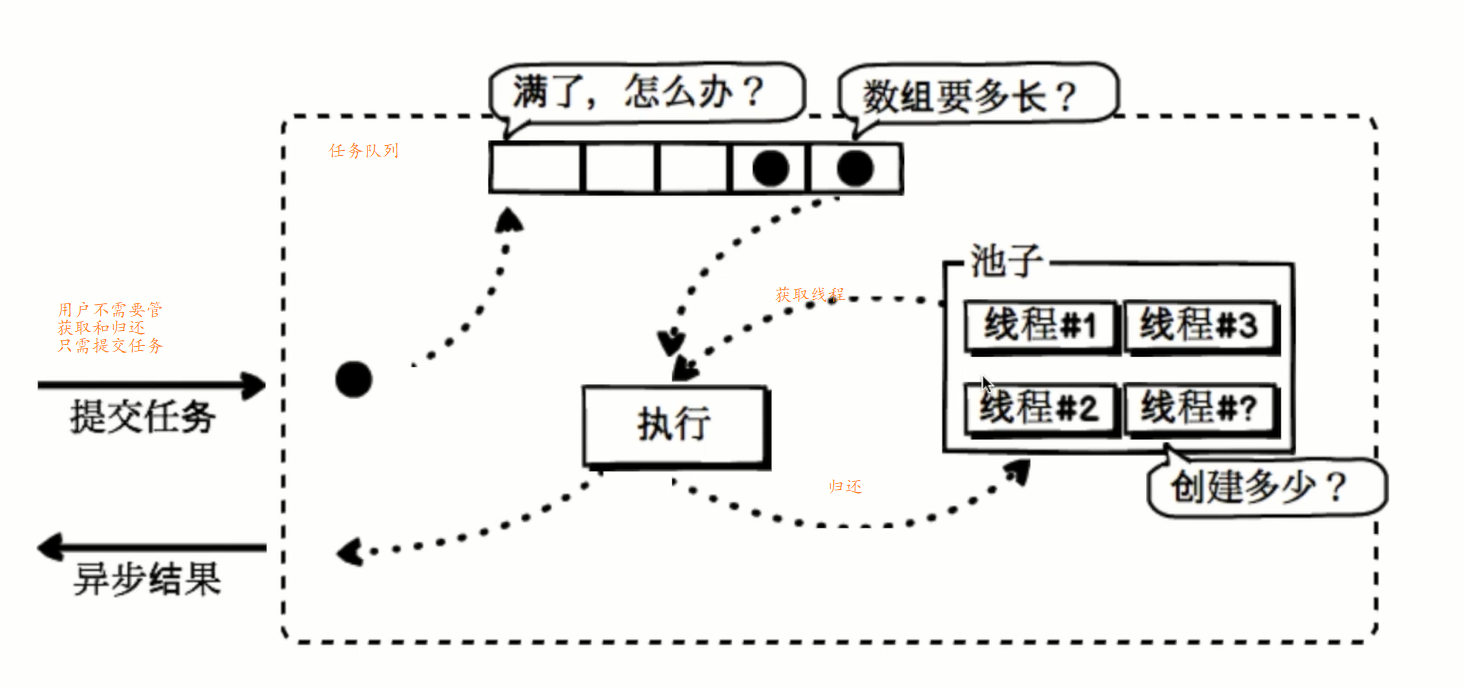 满了，怎么办？
数组要多长？
任务队列
池子
用户不需要管
获取和归还
只需提交任务
获取线程
线程#1
线程#3
提交任务
执行
线程#2
线程#?
归还
创建多少？
异步结果